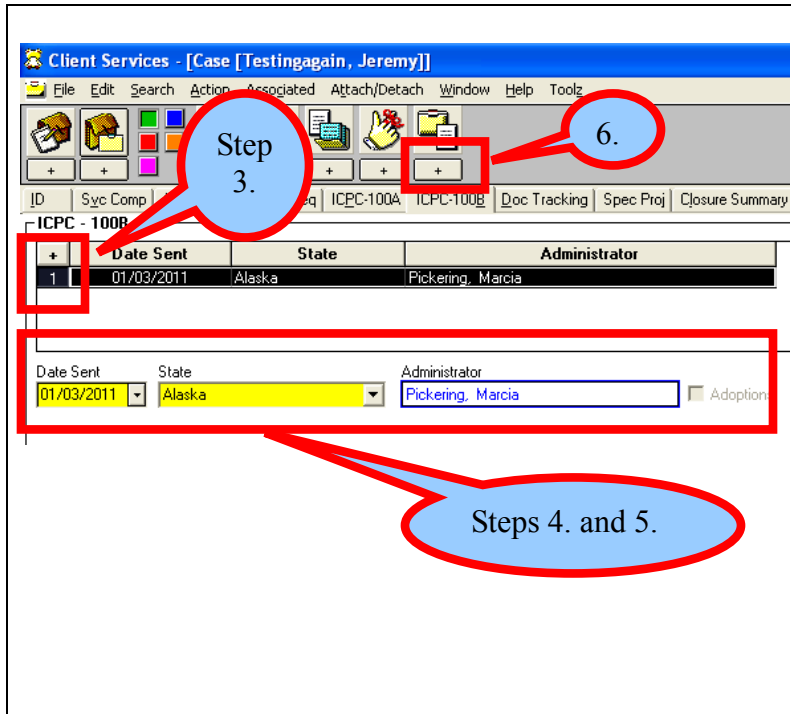 Client Services - [Case [Testingagain, Jeremy]]
File Edit Search Action Associated Attach/Detach Window Help Toolz
Step
3.
6.
+ + + + +
ID Svc Comp ICPC-100A ICPC-100B Doc Tracking Spec Proj Closure Summary
ICPC - 100B
+ Date Sent State Administrator
1 01/03/2011 Alaska Pickering, Marcia
Date Sent State Administrator
01/03/2011 Alaska Pickering, Marcia Adoption
Steps 4. and 5.